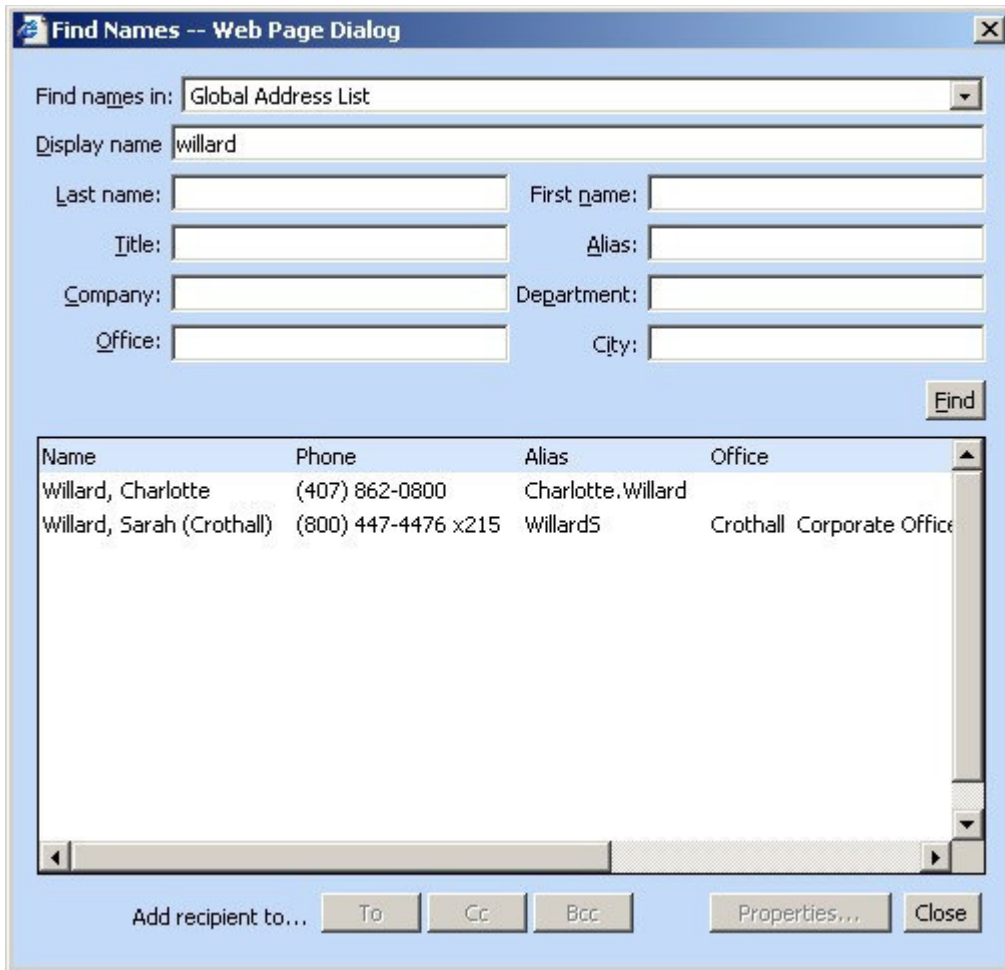 Find Names -- Web Page Dialog
Find names in: Global Address List
Display name willard
Last name: First name:
Title: Alias:
Company: Department:
Office: City:
Find
Name Phone Alias Office
Willard, Charlotte (407) 862-0800 Charlotte.Willard
Willard, Sarah (Crothall) (800) 447-4476 x215 WillardS Crothall Corporate Office
Add recipient to... To Cc Bcc Properties... Close